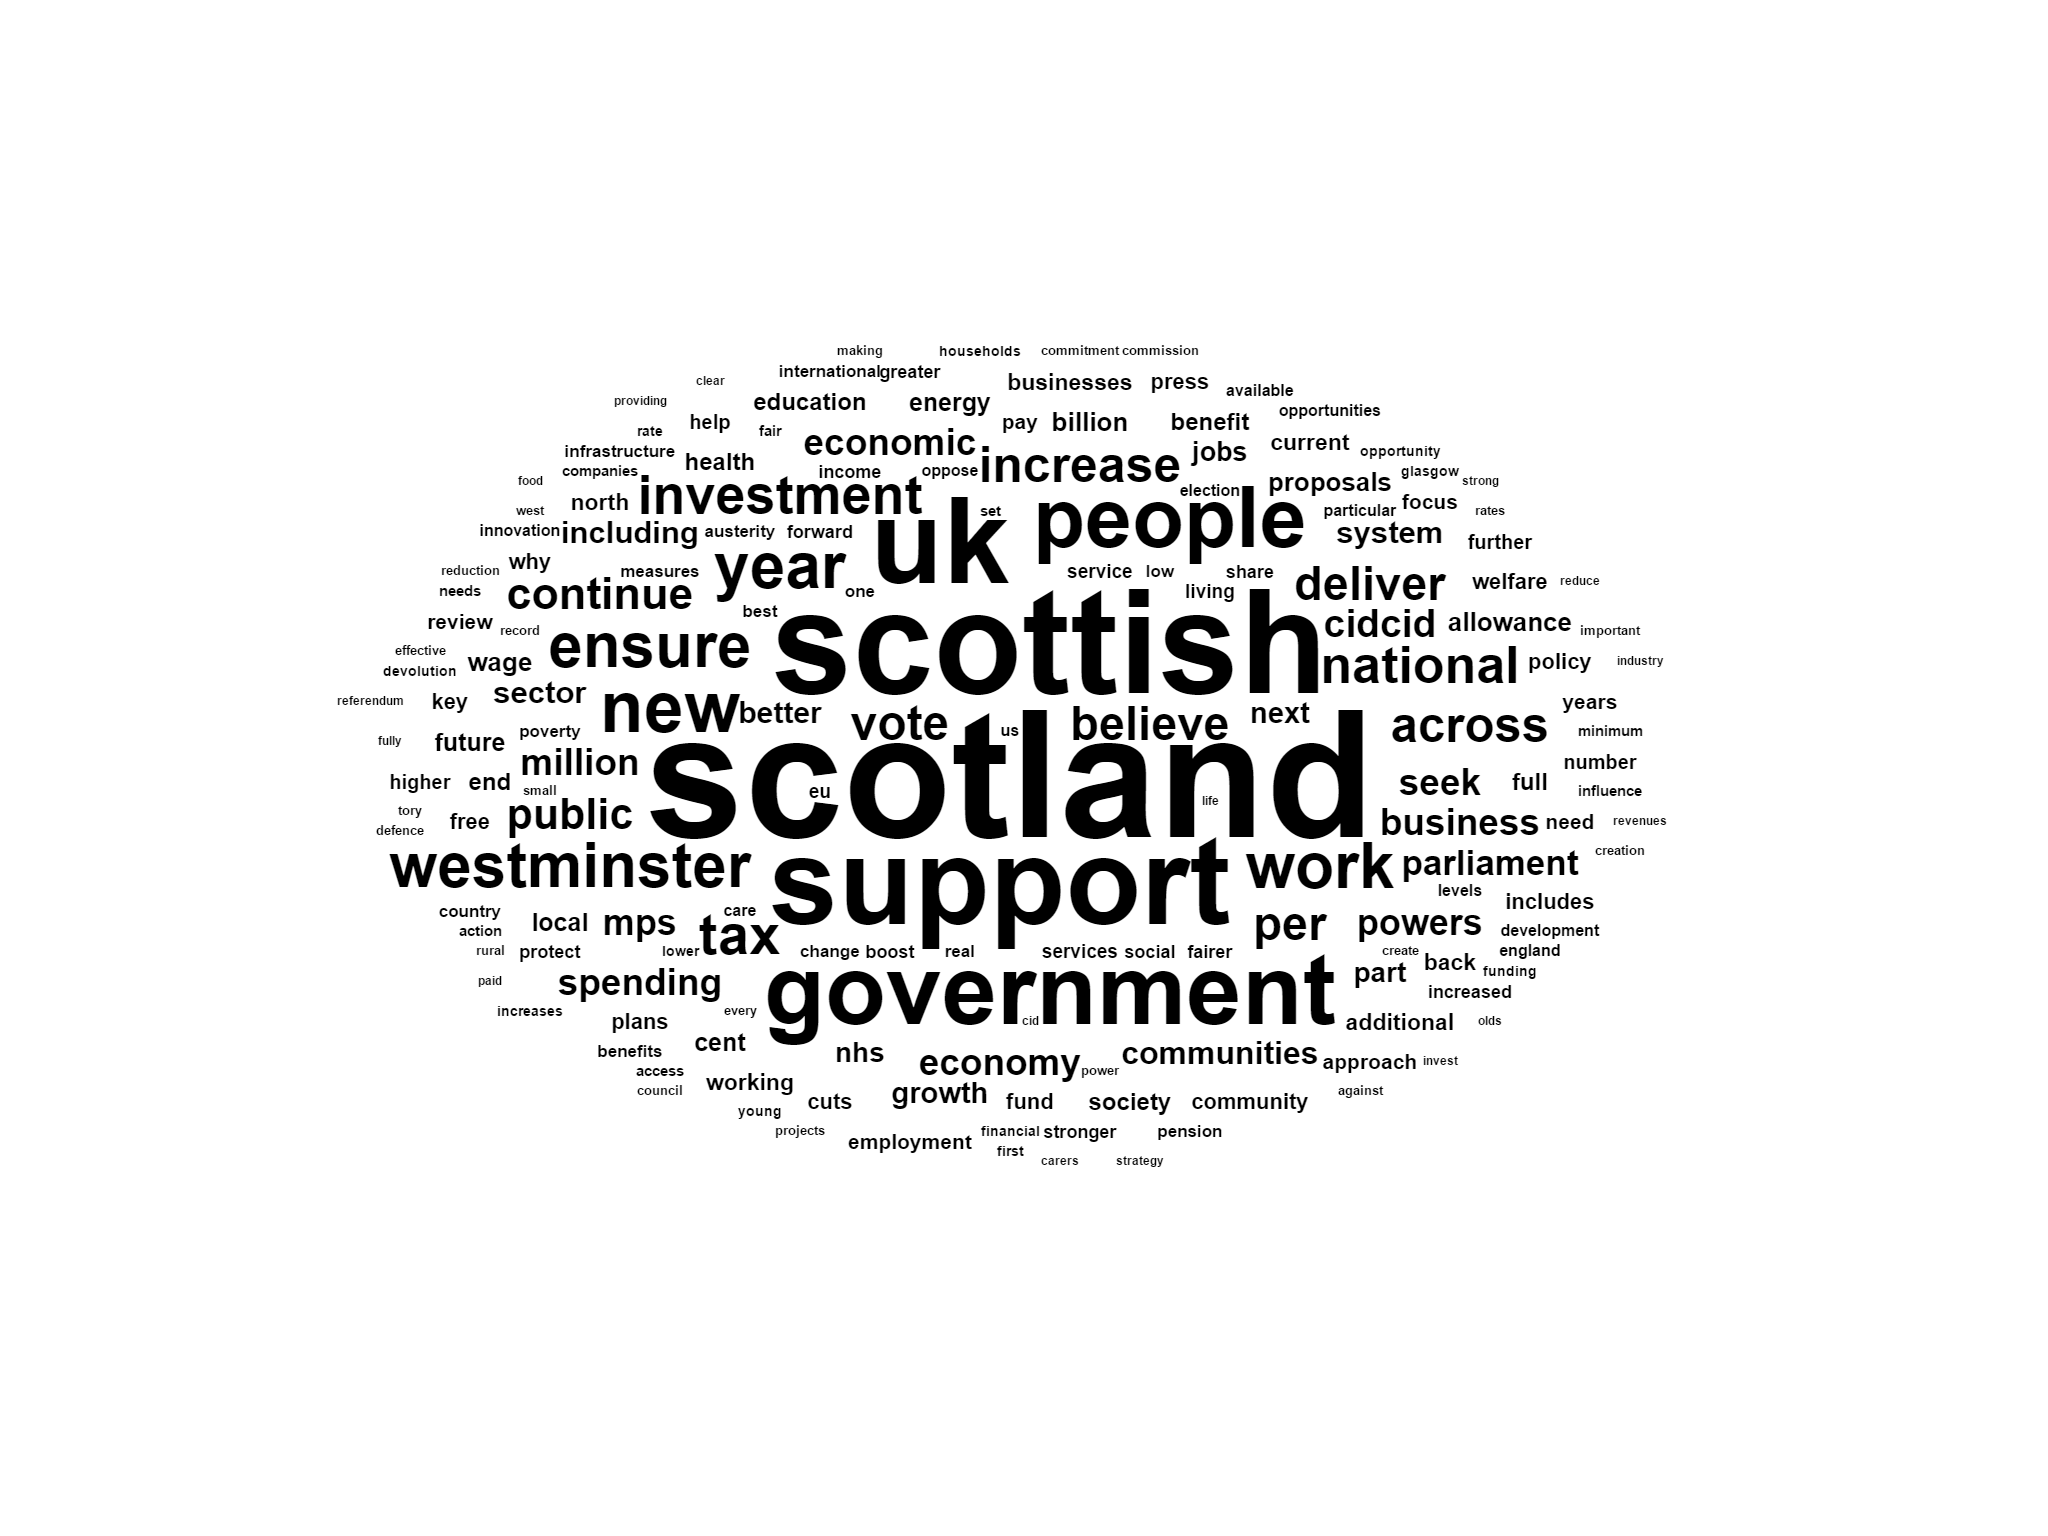 making households commitment commission
international greater
clear businesses press
providing education energy available
help pay billion benefit opportunities
rate fair economic current
infrastructure health increase jobs opportunity
companies income oppose glasgow
food north investment election proposals strong
west uk set people particular focus rates
innovation including austerity forward system further
why year
reduction measures service low share deliver welfare reduce
needs continue best one living
review record scottish cidcid allowance important
effective ensure
devolution wage national policy industry
referendum key sector new better next years
fully future poverty vote us believe across minimum
million number
higher end small scotland eu life seek full influence
tory free public business need revenues
defence
westminster support work parliament creation
levels includes
country local mps care tax per powers development
action
rural protect lower change boost real services social fairer create back england
paid spending government part funding
increased
increases plans every cid additional olds
benefits cent nhs economy communities approach invest
access power
council working growth against
young cuts fund society community
projects employment financial stronger pension
first
carers strategy